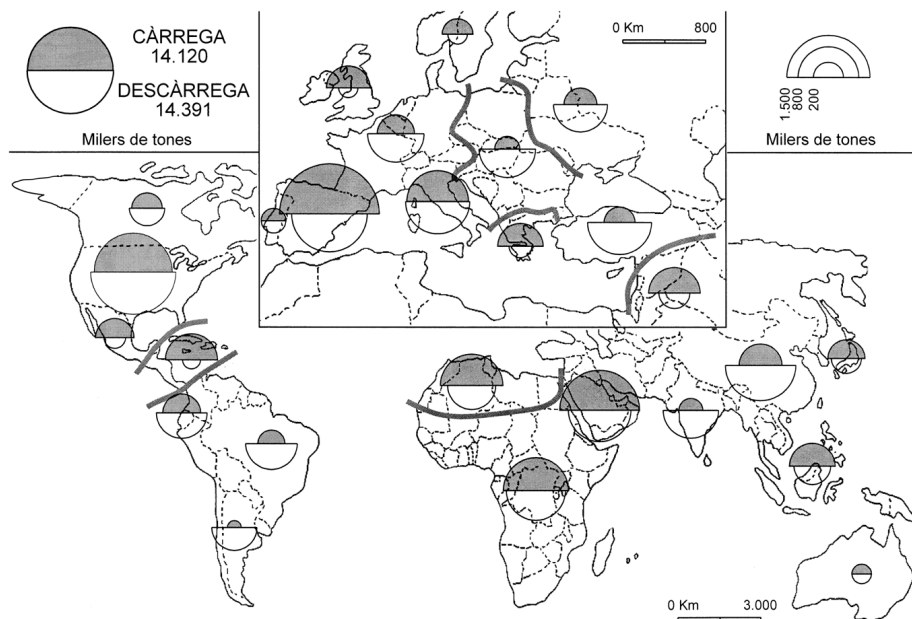 CÀRREGA
14.120
DESCÀRREGA
14.391
Milers de tones
0 Km 800
1.500
800
200
Milers de tones
0 Km 3.000